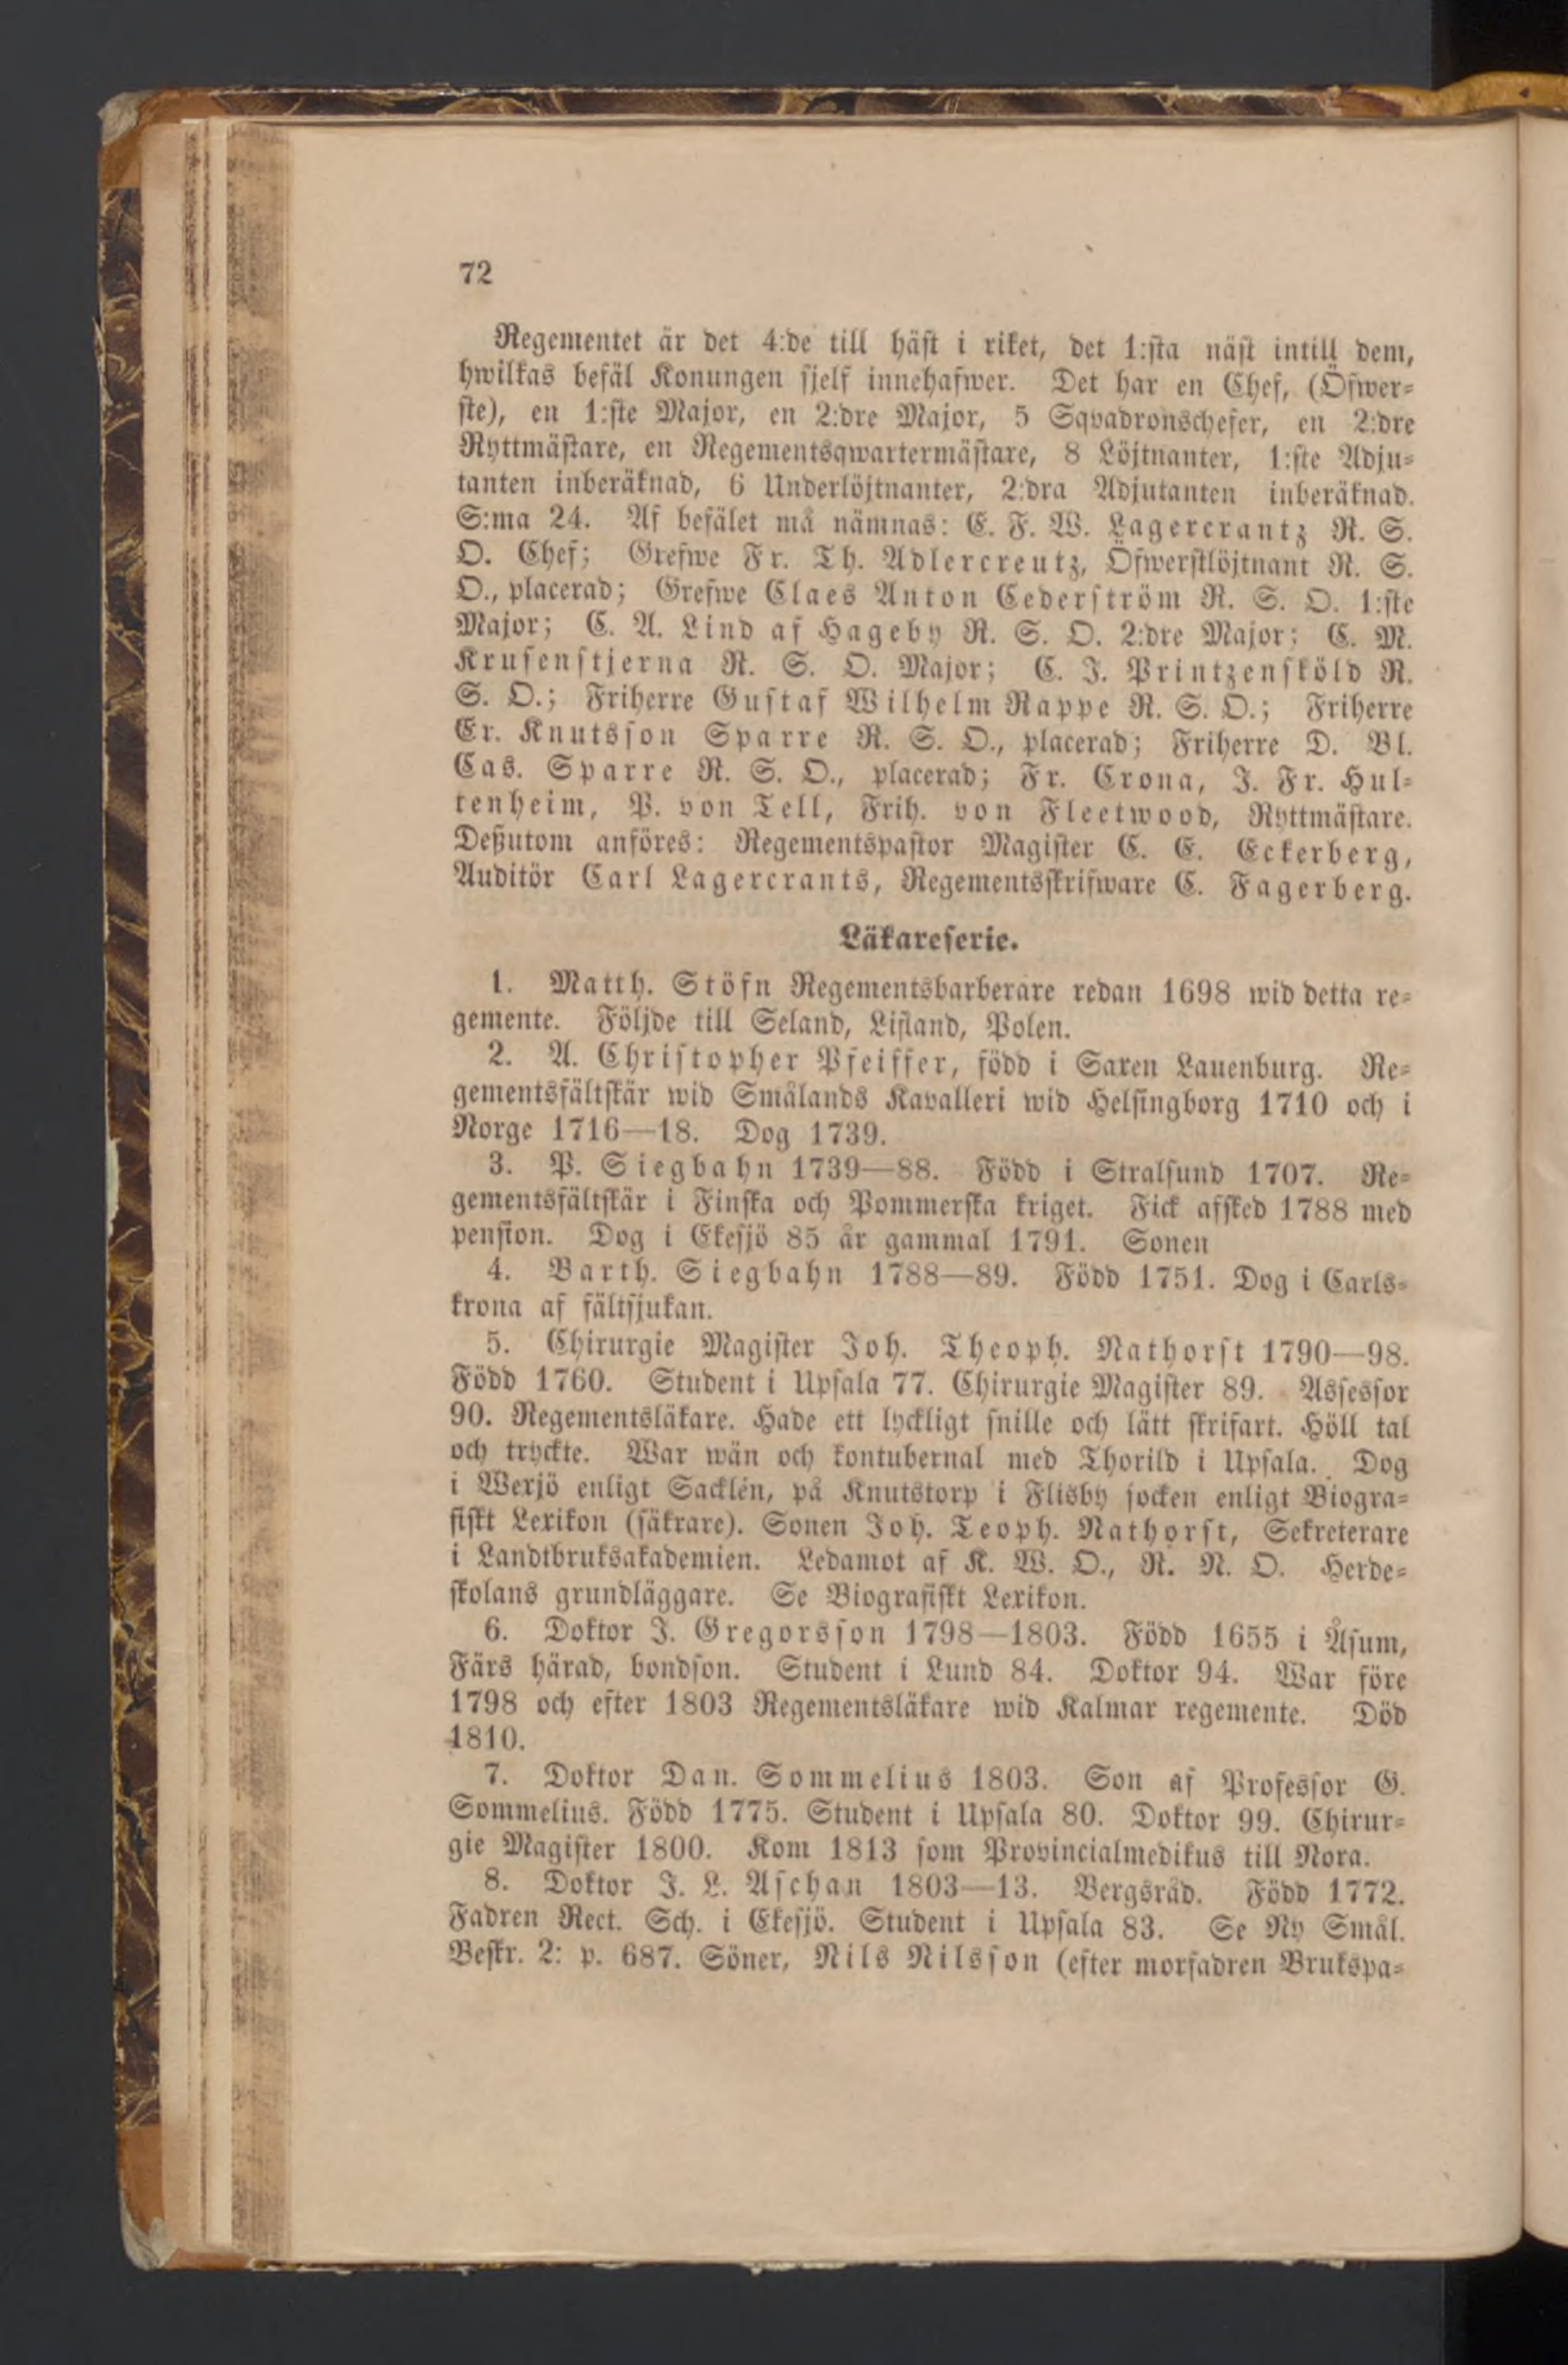 72
Regementet är det 4:de till häst i riket, det 1:sta näst intill dem,
hwilkas befäl Konungen sjelf innehafwer. Det har en Chef, (Öfwer-
ste), en 1:ste Major, en 2:dre Major, 5 Sqvadronschefer, en 2:dre
Ryttmästare, en Regementsqwartermästare, 8 Löjtnanter, 1:ste Adju-
tanten inberäknad, 6 Underlöjtnanter, 2:dra Adjutanten inberäknad.
S:ma 24. Af befälet må nämnas: E. F. W. Lagercrantz R. S.
O. Chef; Grefwe Fr. Th. Adlercreutz, Öfwerstlöjtnant R. S.
O., placerad; Grefwe Claes Anton Cederström R. S. O. 1:ste
Major; C. A. Lind af Hageby R. S. O. 2:dre Major; C. M.
Krusenstjerna R. S. O. Major; C. J. Printzensköld R.
S. O.; Friherre Gustaf Wilhelm Rappe R. S. O.; Friherre
Er. Knutsson Sparre R. S. O., placerad; Friherre D. Bl.
Cas. Sparre R. S. O., placerad; Fr. Crona, J. Fr. Hul-
tenheim, P. von Tell, Frih. von Fleetwood, Ryttmästare.
Deßutom anföres: Regementspastor Magister C. E. Eckerberg,
Auditör Carl Lagercrants, Regementsskrifware C. Fagerberg.
Läkareserie.
1. Matth. Stöfn Regementsbarberare redan 1698 wid detta re-
gemente. Följde till Seland, Lifland, Polen.
2. A. Christopher Pfeiffer, född i Saxen Lauenburg. Re-
gementsfältskär wid Smålands Kavalleri wid Helsingborg 1710 och i
Norge 1716—18. Dog 1739.
3. P. Siegbahn 1739—88. Född i Stralsund 1707. Re-
gementsfältskär i Finska och Pommerska kriget. Fick afsked 1788 med
pension. Dog i Ekesjö 85 år gammal 1791. Sonen
4. Barth. Siegbahn 1788—89. Född 1751. Dog i Carls-
krona af fältsjukan.
5. Chirurgie Magister Joh. Theoph. Nathorst 1790—98.
Född 1760. Student i Upsala 77. Chirurgie Magister 89. Assessor
90. Regementsläkare. Hade ett lyckligt snille och lätt skrifart. Höll tal
och tryckte. War wän och kontubernal med Thorild i Upsala. Dog
i Wexjö enligt Sacklén, på Knutstorp i Flisby socken enligt Biogra-
fiskt Lexikon (säkrare). Sonen Joh. Teoph. Nathorst, Sekreterare
i Landtbruksakademien. Ledamot af K. W. O., R. N. O. Herde-
skolans grundläggare. Se Biografiskt Lexikon.
6. Doktor J. Gregorsson 1798—1803. Född 1655 i Åsum,
Färs härad, bondson. Student i Lund 84. Doktor 94. War före
1798 och efter 1803 Regementsläkare wid Kalmar regemente. Död
1810.
7. Doktor Dan. Sommelius 1803. Son af Professor G.
Sommelius. Född 1775. Student i Upsala 80. Doktor 99. Chirur-
gie Magister 1800. Kom 1813 som Provincialmedikus till Nora.
8. Doktor J. L. Aschan 1803—13. Bergsråd. Född 1772.
Fadren Rect. Sch. i Ekesjö. Student i Upsala 83. Se Ny Smål.
Beskr. 2: p. 687. Söner, Nils Nilsson (efter morfadren Brukspa-